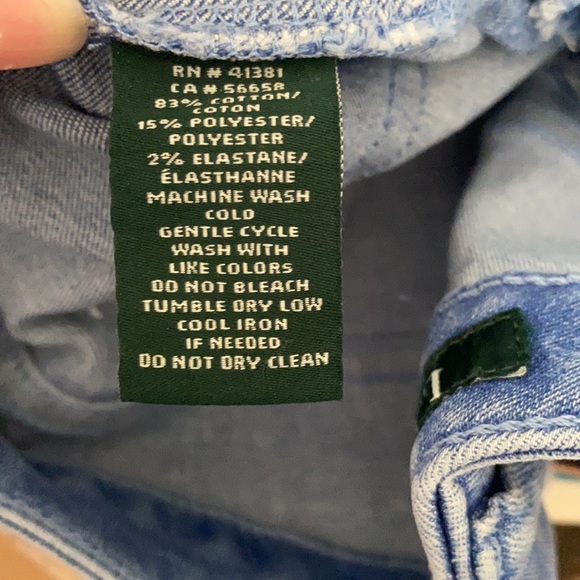 RN # 41381
CA # 56658
83% COTTON/
COTON
15% POLYESTER/
POLYESTER
2% ELASTANE/
ÉLASTHANNE
MACHINE WASH
COLD
GENTLE CYCLE
WASH WITH
LIKE COLORS
DO NOT BLEACH
TUMBLE DRY LOW
COOL IRON
IF NEEDED
DO NOT DRY CLEAN